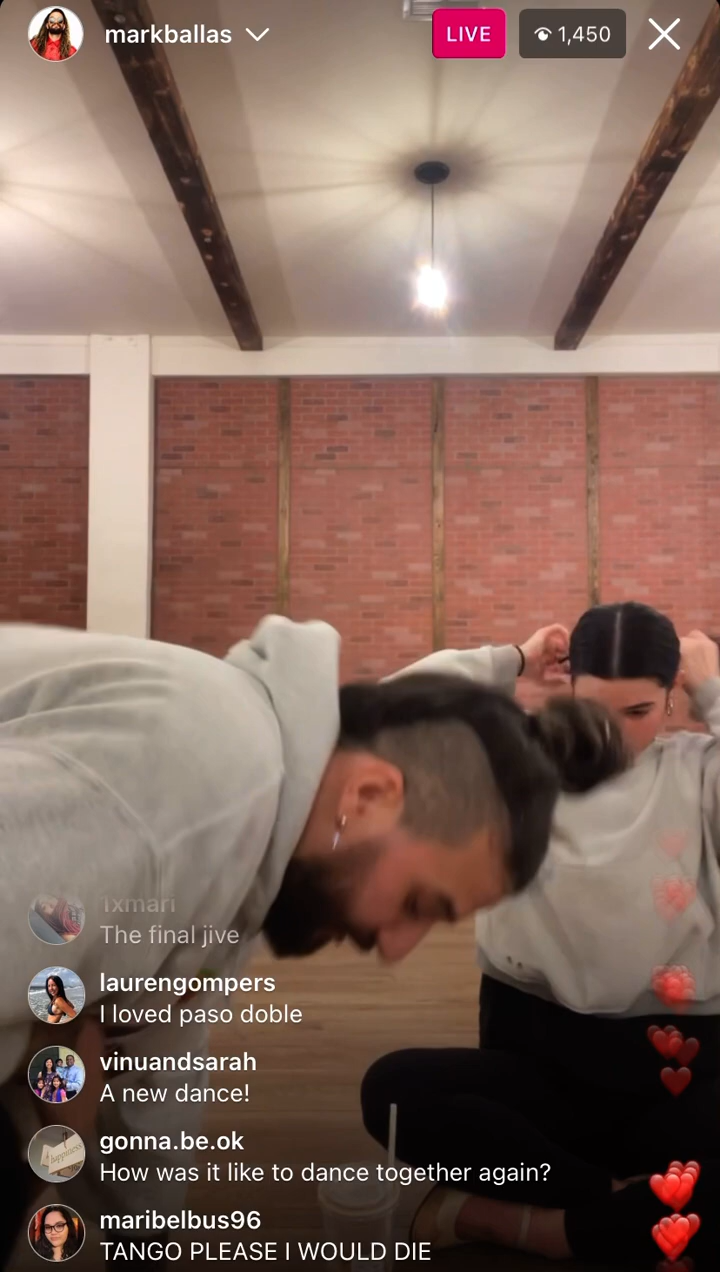 markballas
LIVE
1,450
1xmari
The final jive
laurengompers
I loved paso doble
vinuandsarah
A new dance!
gonna.be.ok
happiness
How was it like to dance together again?
maribelbus96
TANGO PLEASE I WOULD DIE